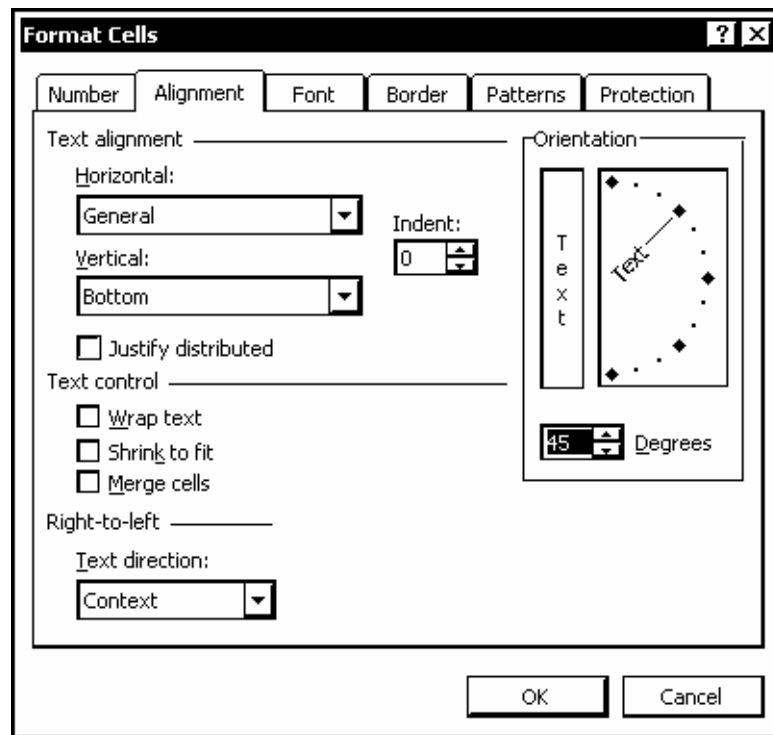 Format Cells
Number Alignment Font Border Patterns Protection
Text alignment
Horizontal:
General
Indent:
0
Vertical:
Bottom
Justify distributed
Text control
Wrap text
Shrink to fit
Merge cells
Right-to-left
Text direction:
Context
Orientation
Text
Text
45 Degrees
OK Cancel